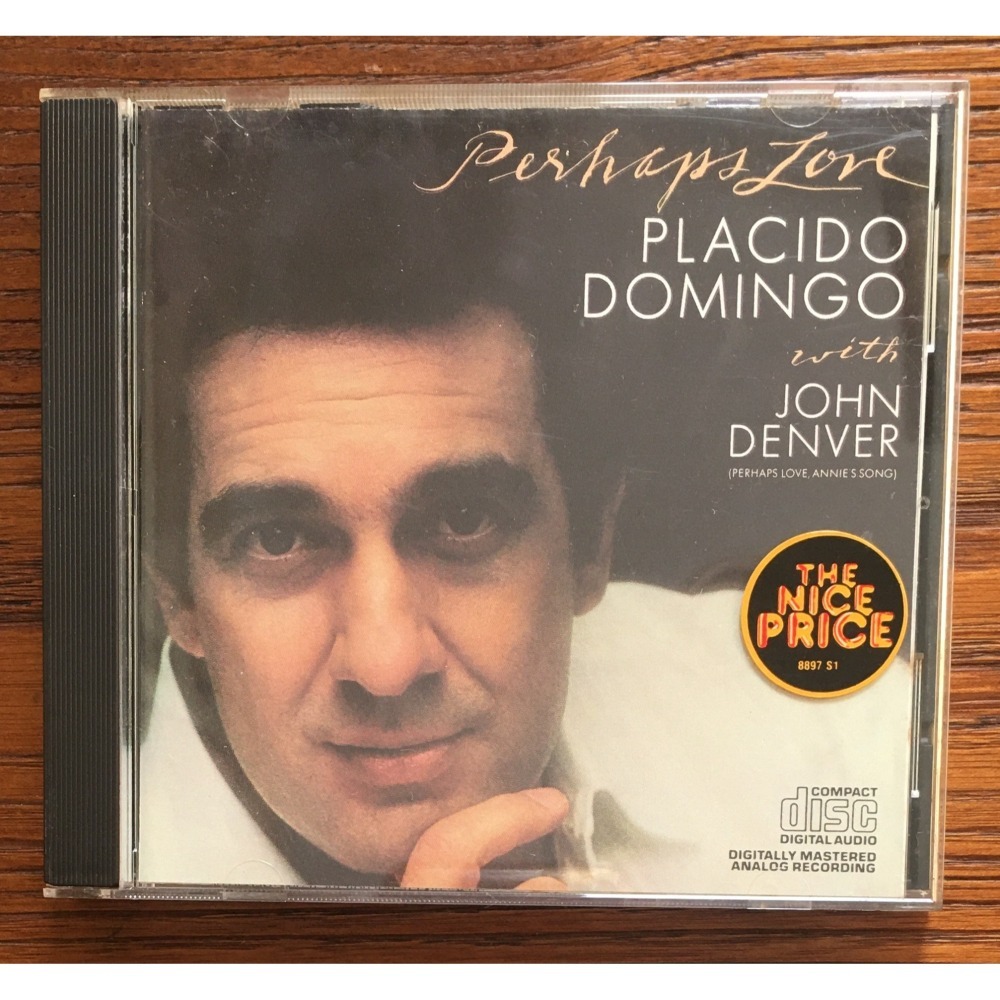 Perhaps Love
PLACIDO
DOMINGO
with
JOHN
DENVER
(PERHAPS LOVE, ANNIE'S SONG)
THE
NICE
PRICE
8897 S1
COMPACT
disc
DIGITAL AUDIO
DIGITALLY MASTERED
ANALOG RECORDING